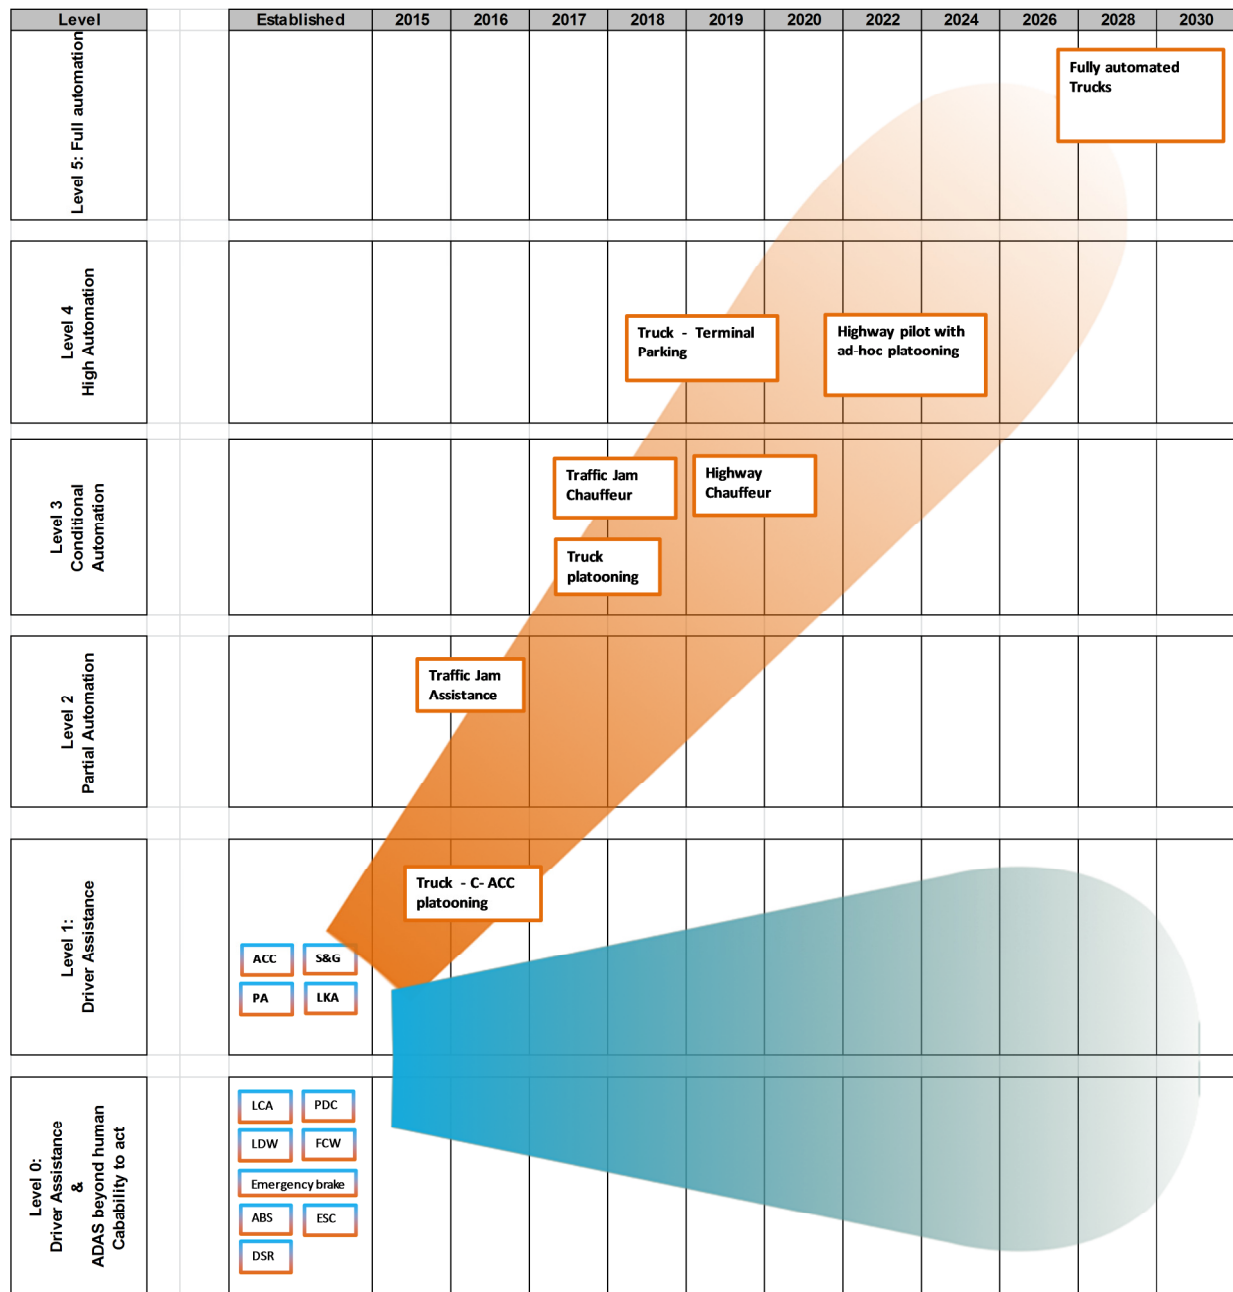 Level Established 2015 2016 2017 2018 2019 2020 2022 2024 2026 2028 2030
Level 5: Full automation
Fully automated
Trucks
Level 4
High Automation
Truck - Terminal
Parking
Highway pilot with
ad-hoc platooning
Level 3
Conditional
Automation
Traffic Jam
Chauffeur
Highway
Chauffeur
Truck
platooning
Level 2
Partial Automation
Traffic Jam
Assistance
Level 1:
Driver Assistance
Truck - C- ACC
platooning
ACC S&G
PA LKA
Level 0:
Driver Assistance
&
ADAS beyond human
Cabability to act
LCA PDC
LDW FCW
Emergency brake
ABS ESC
DSR